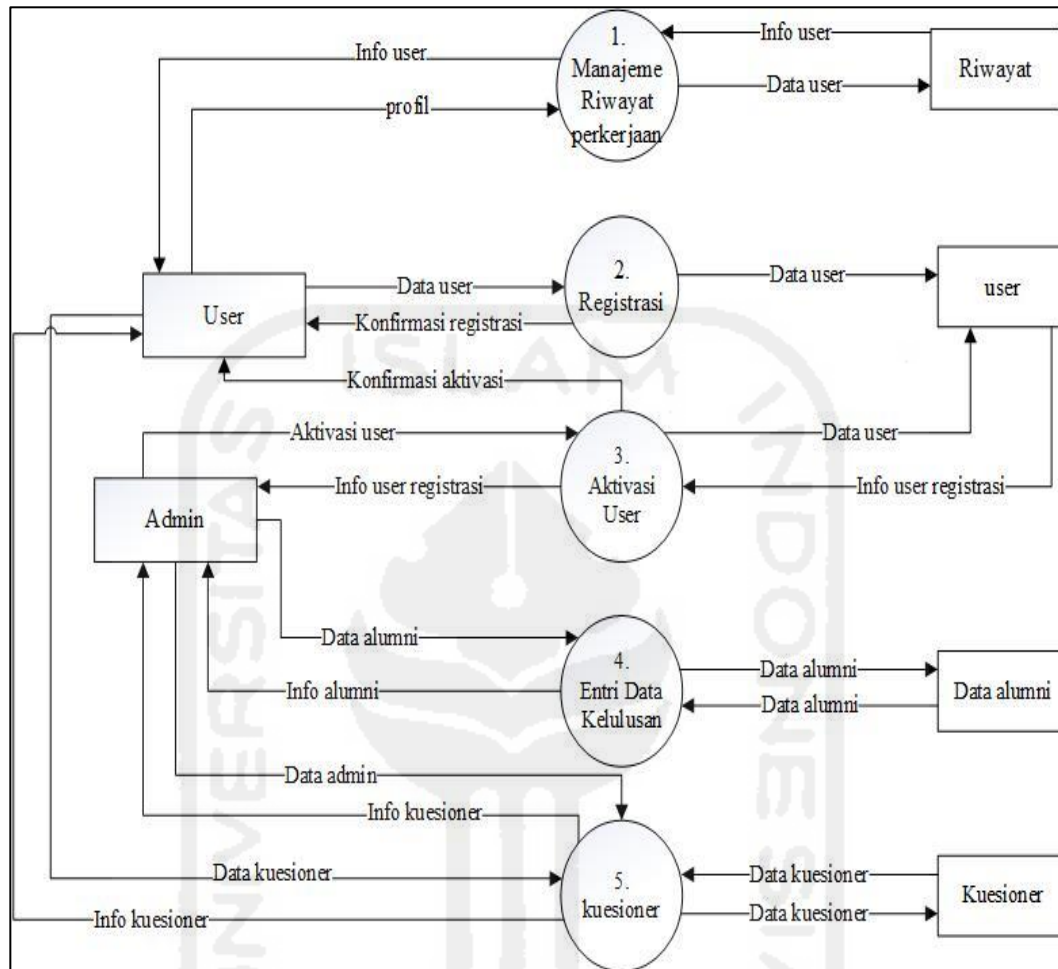 Info user
1.
Manajeme
Riwayat
perkerjaan
Info user
Riwayat
Data user
profil
User
Data user
2.
Registrasi
Data user
user
Konfirmasi registrasi
Konfirmasi aktivasi
Aktivasi user
3.
Aktivasi
User
Data user
Info user registrasi
Info user registrasi
Admin
Data alumni
4.
Entri Data
Kelulusan
Info alumni
Data alumni
Data alumni
Data alumni
Data admin
Info kuesioner
Data kuesioner
5.
kuesioner
Info kuesioner
Data kuesioner
Data kuesioner
Kuesioner
ISLAM
UNIVERSITAS
INDONESIA